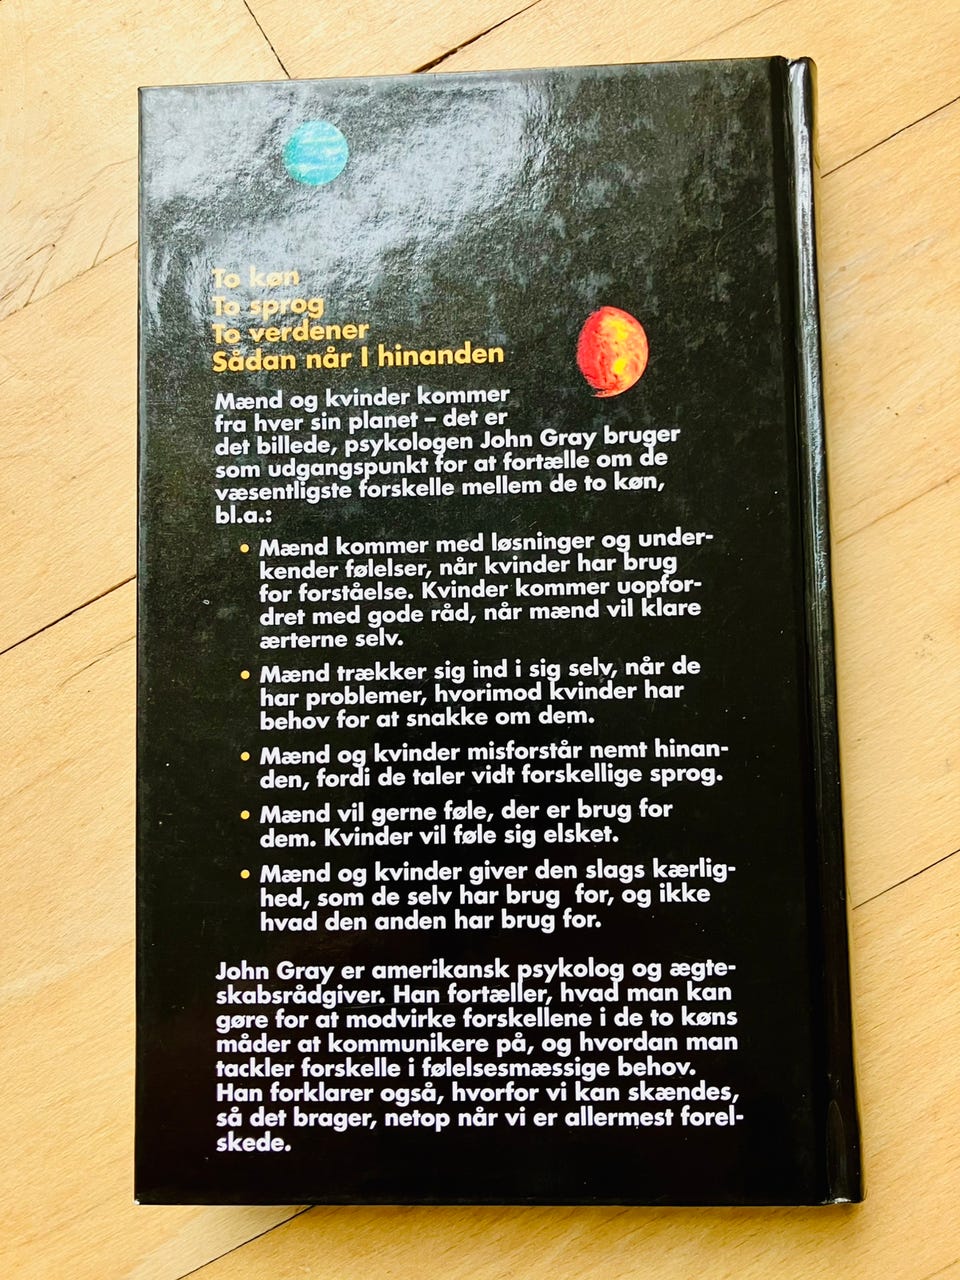 To køn
To sprog
To verdener
Sådan når I hinanden
Mænd og kvinder kommer
fra hver sin planet – det er
det billede, psykologen John Gray bruger
som udgangspunkt for at fortælle om de
væsentligste forskelle mellem de to køn,
bl.a.:
• Mænd kommer med løsninger og under-
kender følelser, når kvinder har brug
for forståelse. Kvinder kommer uopfor-
dret med gode råd, når mænd vil klare
ærterne selv.
• Mænd trækker sig ind i sig selv, når de
har problemer, hvorimod kvinder har
behov for at snakke om dem.
• Mænd og kvinder misforstår nemt hinan-
den, fordi de taler vidt forskellige sprog.
• Mænd vil gerne føle, der er brug for
dem. Kvinder vil føle sig elsket.
• Mænd og kvinder giver den slags kærlig-
hed, som de selv har brug for, og ikke
hvad den anden har brug for.
John Gray er amerikansk psykolog og ægte-
skabsrådgiver. Han fortæller, hvad man kan
gøre for at modvirke forskellene i de to køns
måder at kommunikere på, og hvordan man
tackler forskelle i følelsesmæssige behov.
Han forklarer også, hvorfor vi kan skændes,
så det brager, netop når vi er allermest forel-
skede.